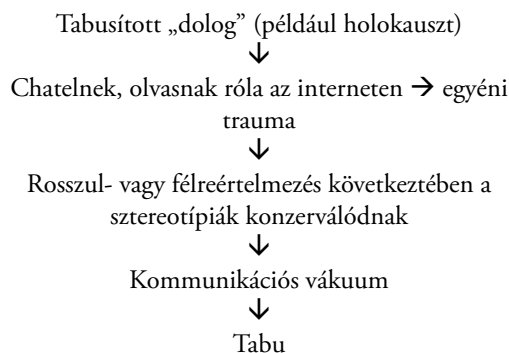 Tabusított „dolog” (például holokauszt)
↓
Chatelnek, olvasnak róla az interneten → egyéni
trauma
↓
Rosszul- vagy félreértelmezés következtében a
sztereotípiák konzerválódnak
↓
Kommunikációs vákuum
↓
Tabu